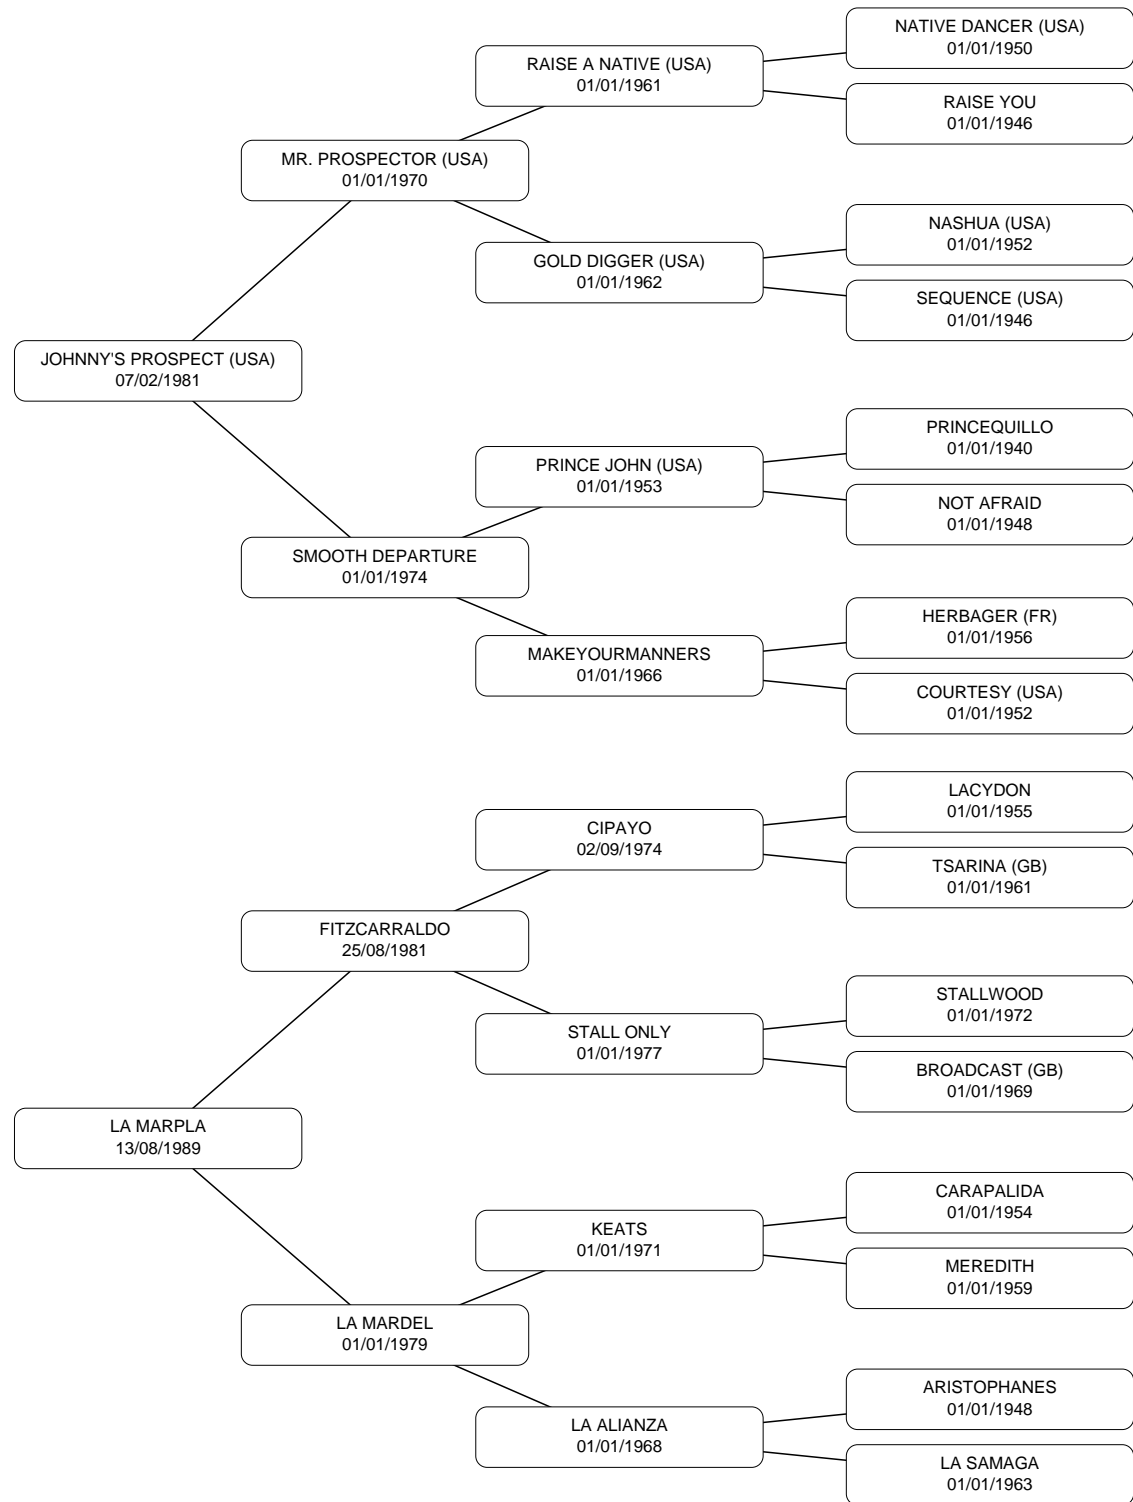 NATIVE DANCER (USA)
01/01/1950
RAISE A NATIVE (USA)
01/01/1961
RAISE YOU
01/01/1946
MR. PROSPECTOR (USA)
01/01/1970
NASHUA (USA)
01/01/1952
GOLD DIGGER (USA)
01/01/1962
SEQUENCE (USA)
01/01/1946
JOHNNY'S PROSPECT (USA)
07/02/1981
PRINCEQUILLO
01/01/1940
PRINCE JOHN (USA)
01/01/1953
NOT AFRAID
01/01/1948
SMOOTH DEPARTURE
01/01/1974
HERBAGER (FR)
01/01/1956
MAKEYOURMANNERS
01/01/1966
COURTESY (USA)
01/01/1952
LACYDON
01/01/1955
CIPAYO
02/09/1974
TSARINA (GB)
01/01/1961
FITZCARRALDO
25/08/1981
STALLWOOD
01/01/1972
STALL ONLY
01/01/1977
BROADCAST (GB)
01/01/1969
LA MARPLA
13/08/1989
CARAPALIDA
01/01/1954
KEATS
01/01/1971
MEREDITH
01/01/1959
LA MARDEL
01/01/1979
ARISTOPHANES
01/01/1948
LA ALIANZA
01/01/1968
LA SAMAGA
01/01/1963